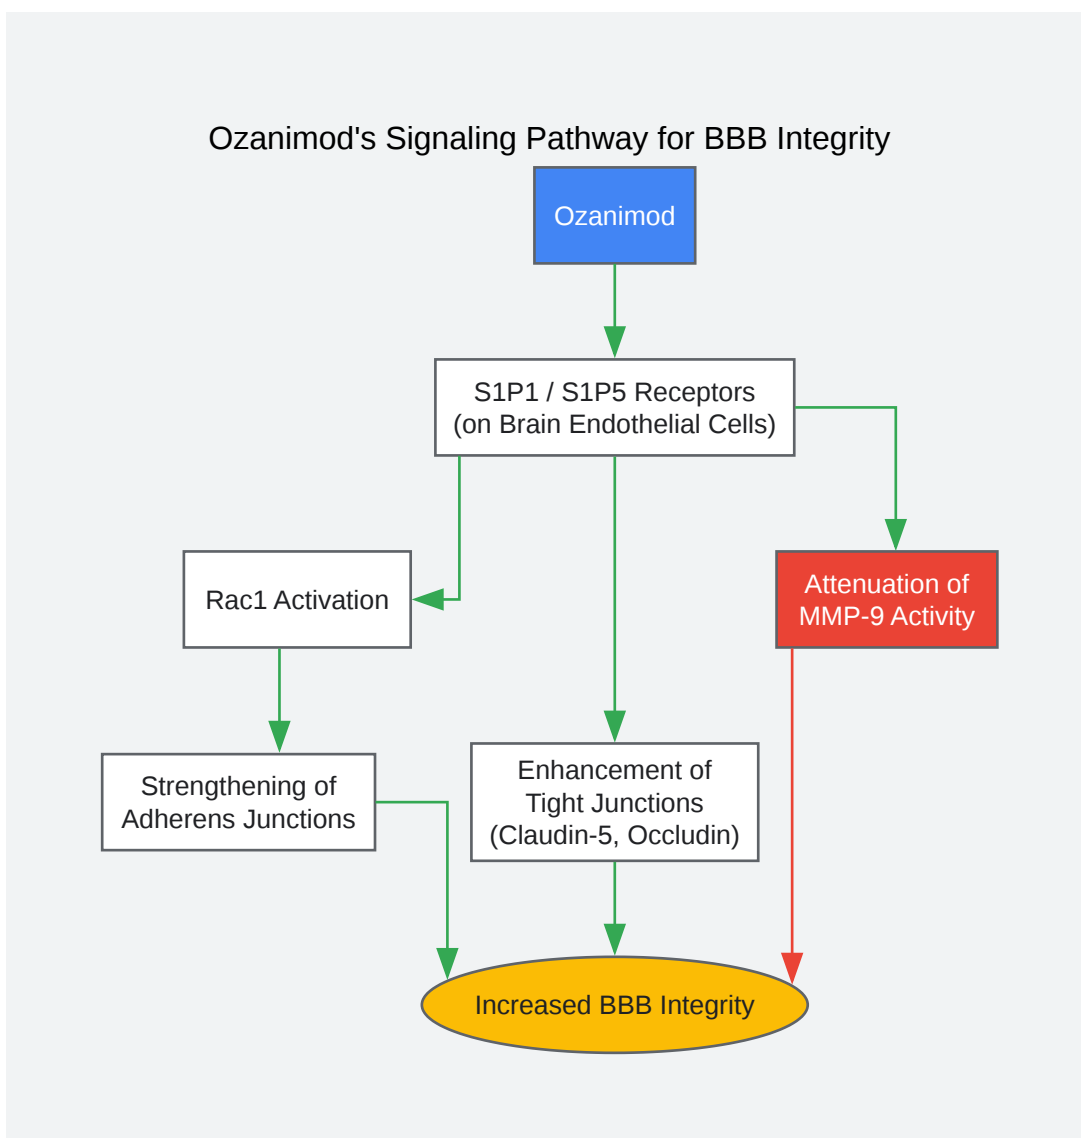 Ozanimod's Signaling Pathway for BBB Integrity
Ozanimod
S1P1 / S1P5 Receptors
(on Brain Endothelial Cells)
Rac1 Activation
Attenuation of
MMP-9 Activity
Strengthening of
Adherens Junctions
Enhancement of
Tight Junctions
(Claudin-5, Occludin)
Increased BBB Integrity